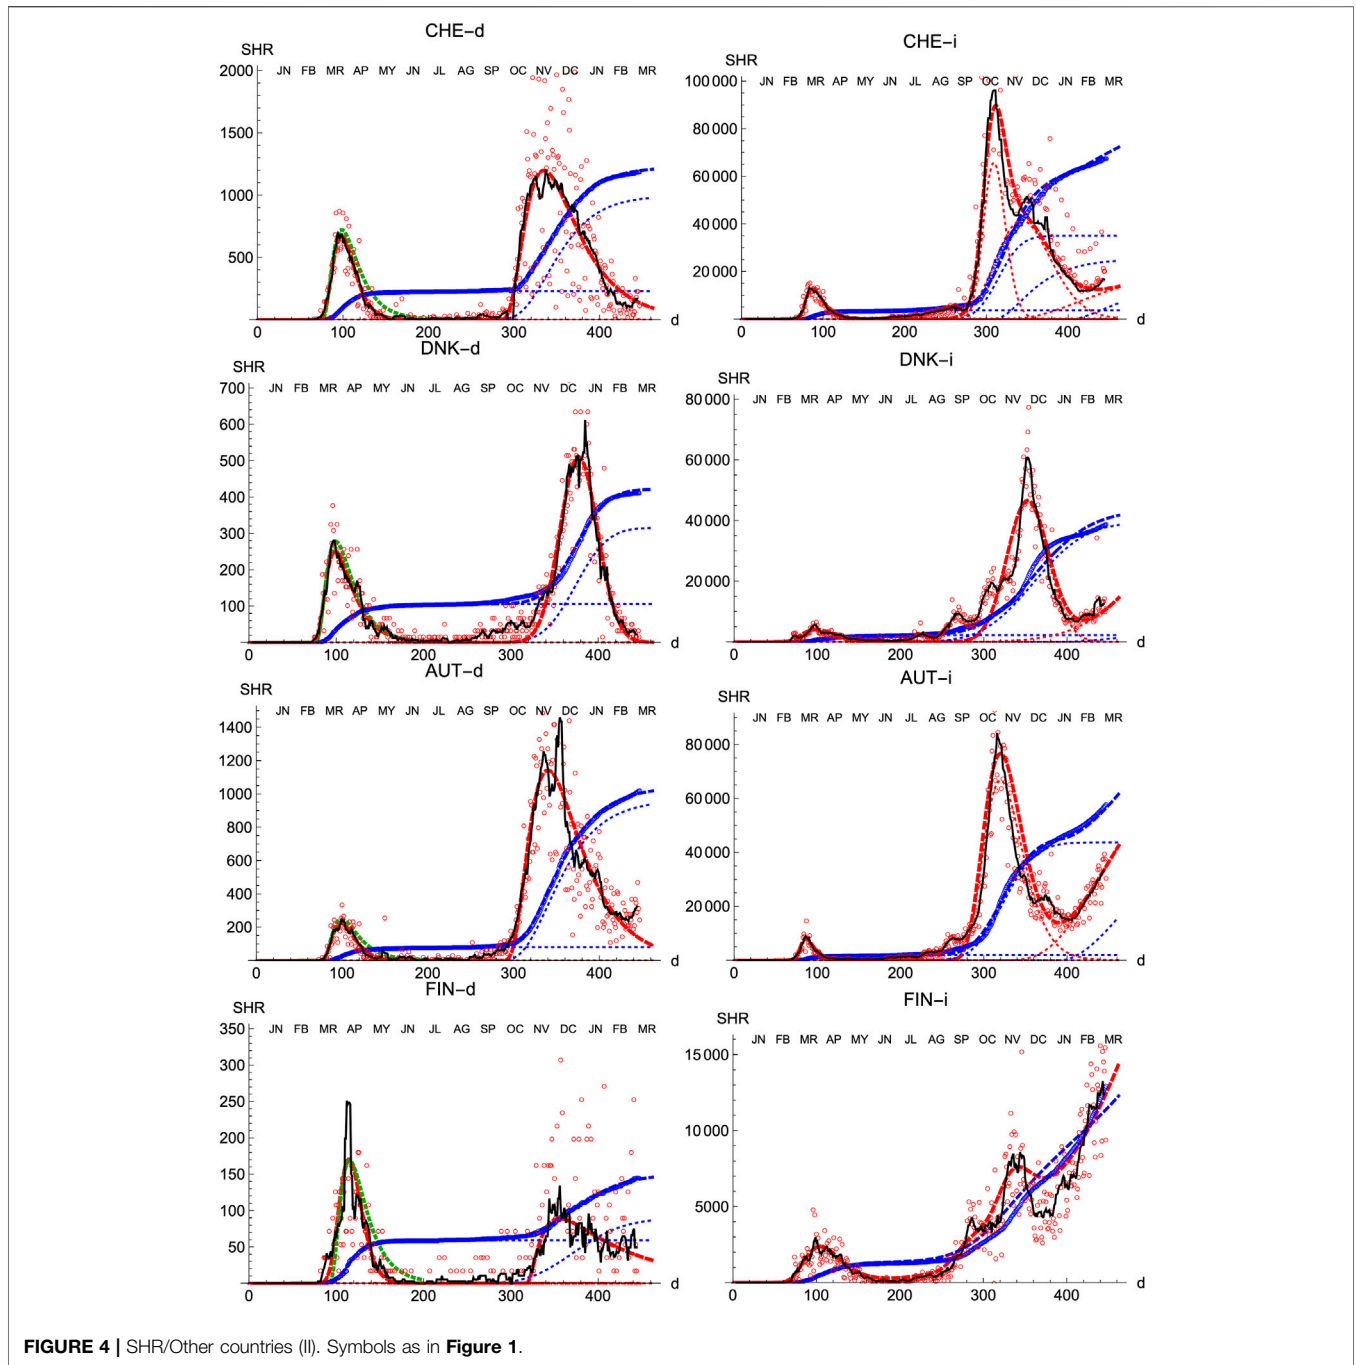 CHE–d
SHR
JN FB MR AP MY JN JL AG SP OC NV DC JN FB MR
2000
1500
1000
500
0 100 200 300 400 d
CHE–i
SHR
JN FB MR AP MY JN JL AG SP OC NV DC JN FB MR
100 000
80 000
60 000
40 000
20 000
0 100 200 300 400 d
DNK–d
SHR
JN FB MR AP MY JN JL AG SP OC NV DC JN FB MR
700
600
500
400
300
200
100
0 100 200 300 400 d
DNK–i
SHR
JN FB MR AP MY JN JL AG SP OC NV DC JN FB MR
80 000
60 000
40 000
20 000
0 100 200 300 400 d
AUT–d
SHR
JN FB MR AP MY JN JL AG SP OC NV DC JN FB MR
1400
1200
1000
800
600
400
200
0 100 200 300 400 d
AUT–i
SHR
JN FB MR AP MY JN JL AG SP OC NV DC JN FB MR
80 000
60 000
40 000
20 000
0 100 200 300 400 d
FIN–d
SHR
JN FB MR AP MY JN JL AG SP OC NV DC JN FB MR
350
300
250
200
150
100
50
0 100 200 300 400 d
FIN–i
SHR
JN FB MR AP MY JN JL AG SP OC NV DC JN FB MR
15 000
10 000
5000
0 100 200 300 400 d
FIGURE 4 | SHR/Other countries (II). Symbols as in Figure 1.